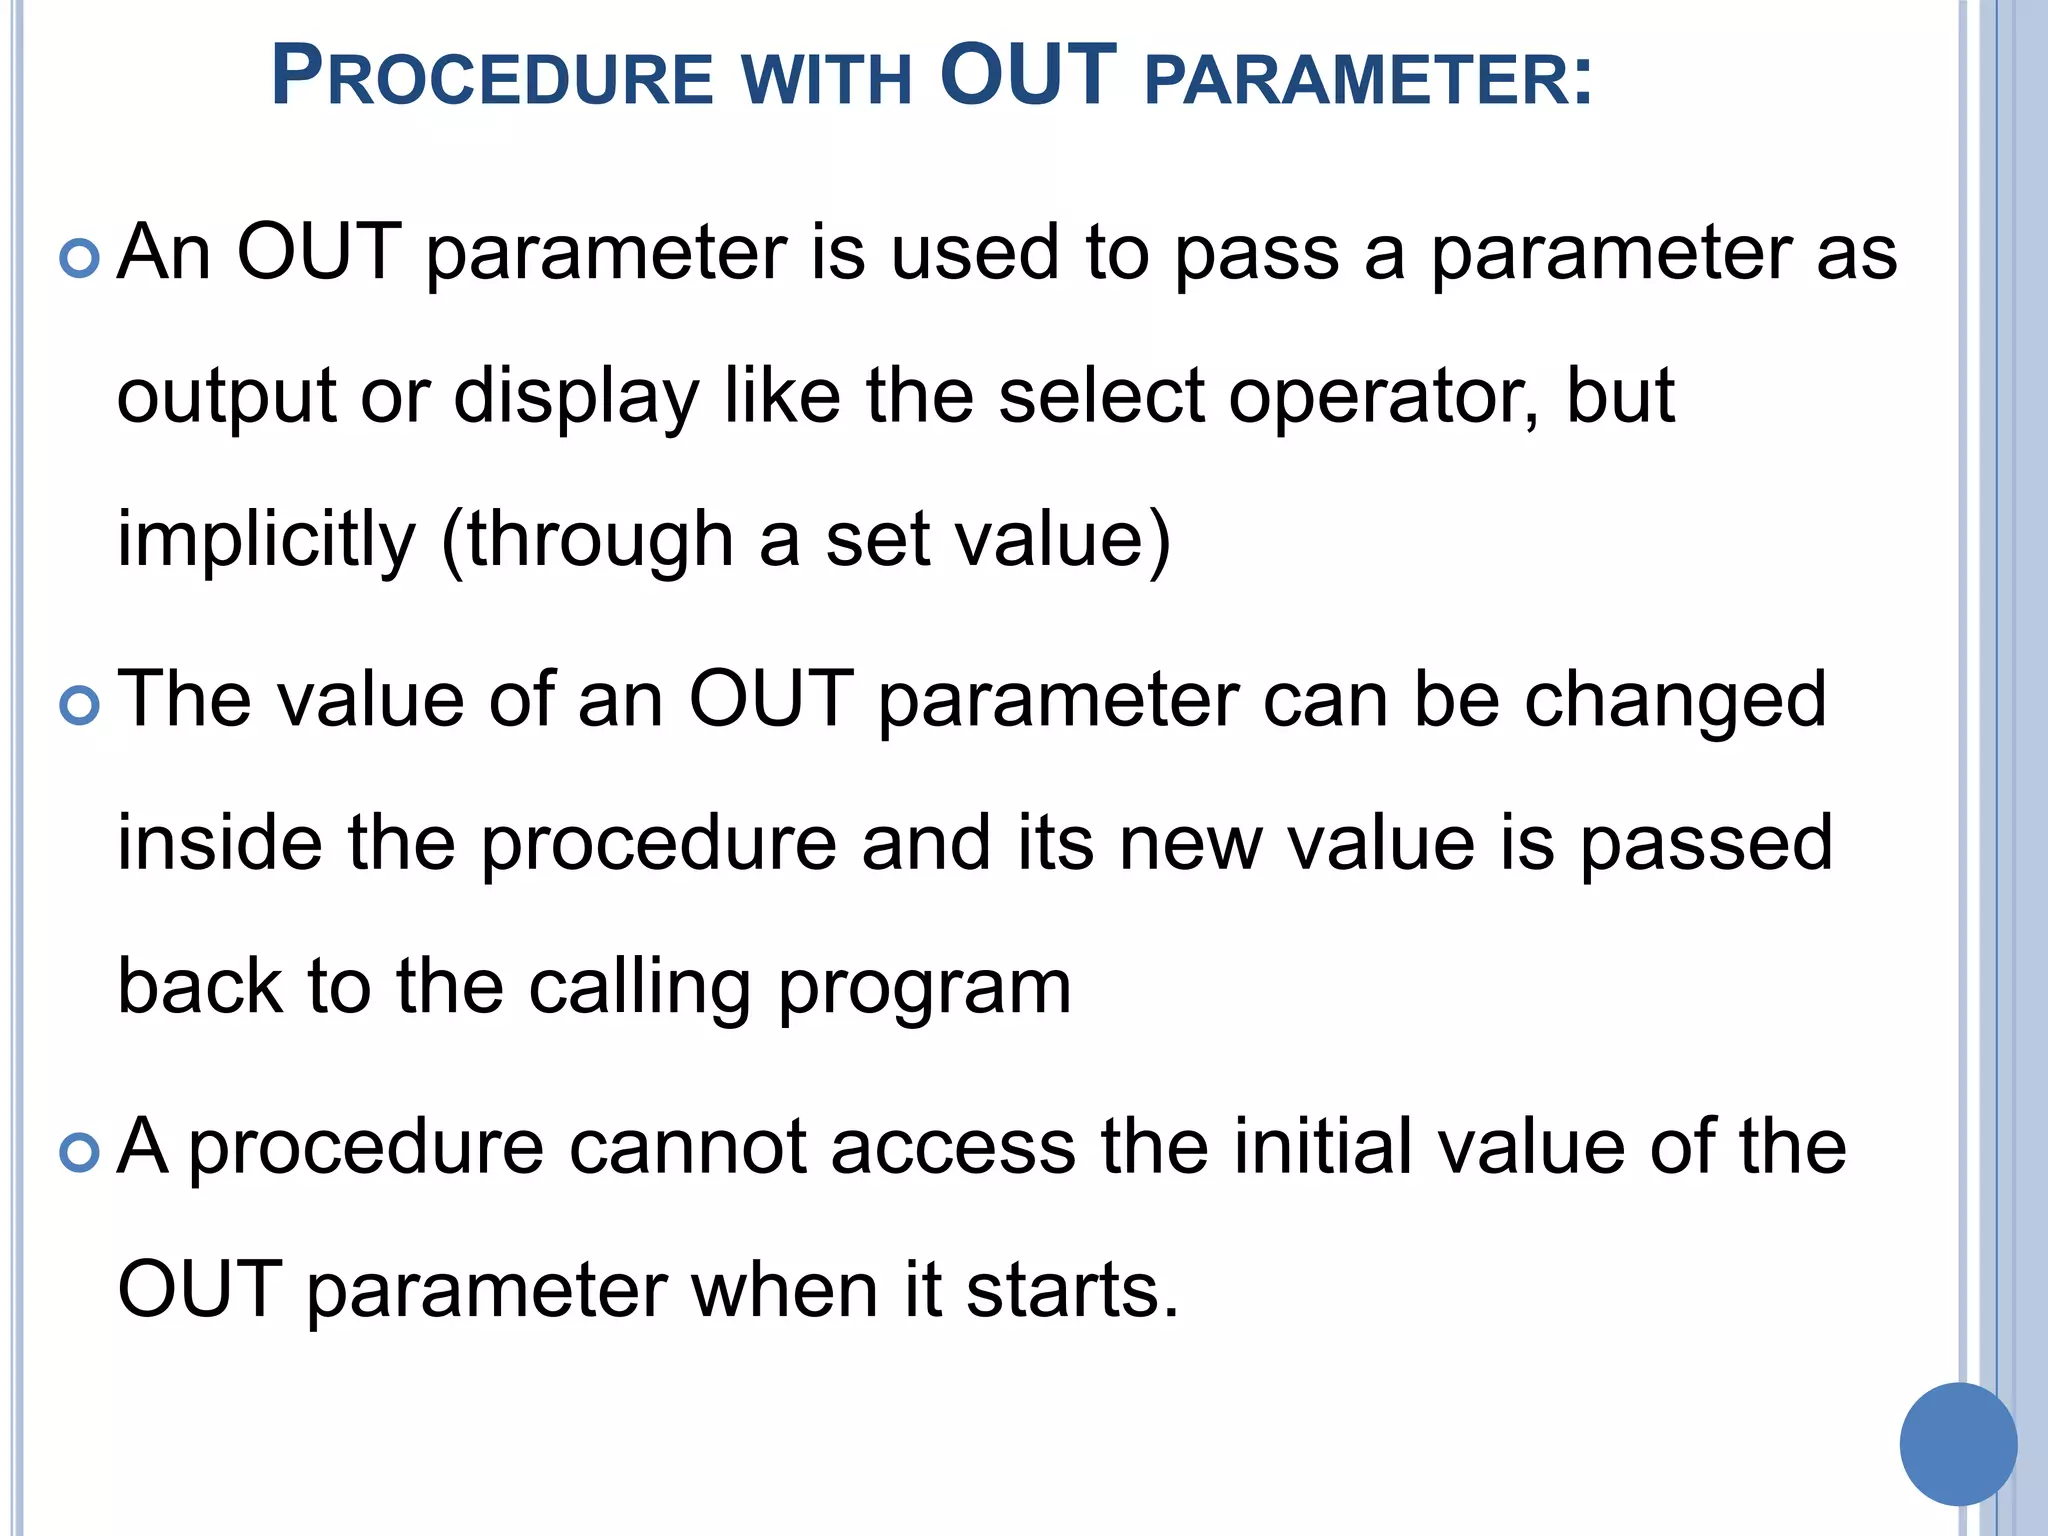 PROCEDURE WITH OUT PARAMETER:
An OUT parameter is used to pass a parameter as
output or display like the select operator, but
implicitly (through a set value)
The value of an OUT parameter can be changed
inside the procedure and its new value is passed
back to the calling program
A procedure cannot access the initial value of the
OUT parameter when it starts.